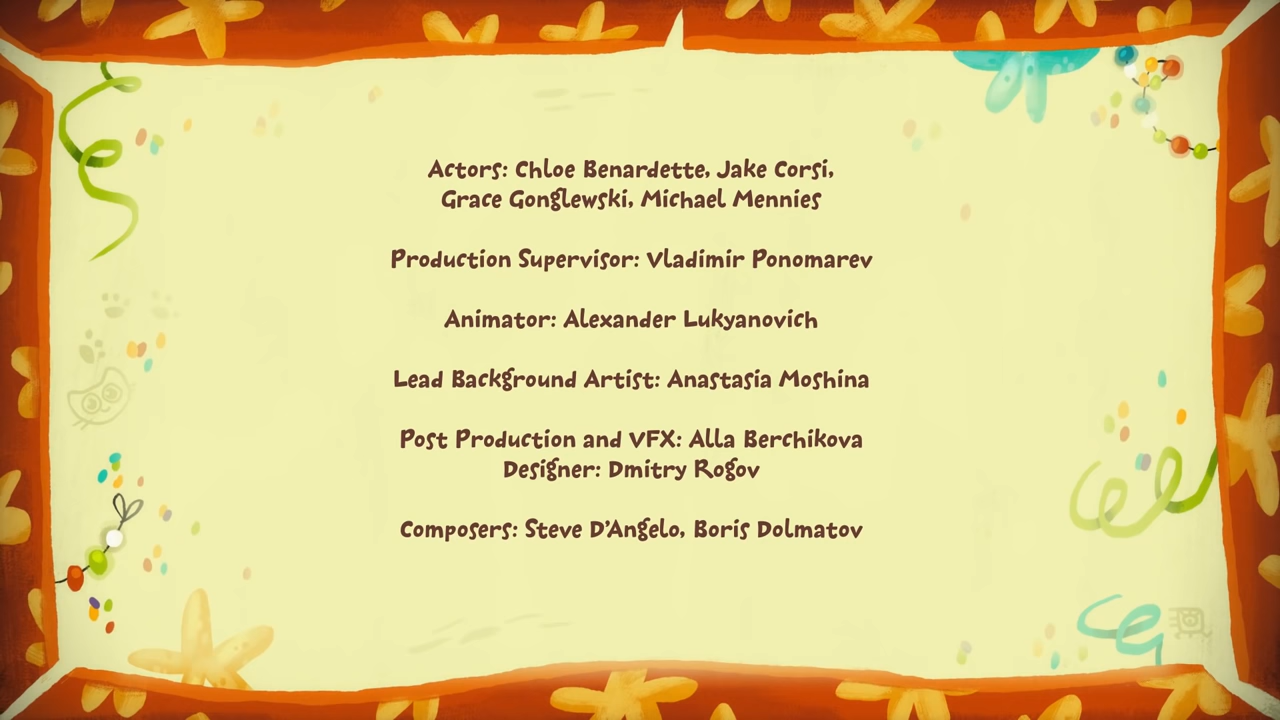 Actors: Chloe Benardette, Jake Corsi,
Grace Gonglewski, Michael Mennies
Production Supervisor: Vladimir Ponomarev
Animator: Alexander Lukyanovich
Lead Background Artist: Anastasia Moshina
Post Production and VFX: Alla Berchikova
Designer: Dmitry Rogov
Composers: Steve D'Angelo, Boris Dolmatov